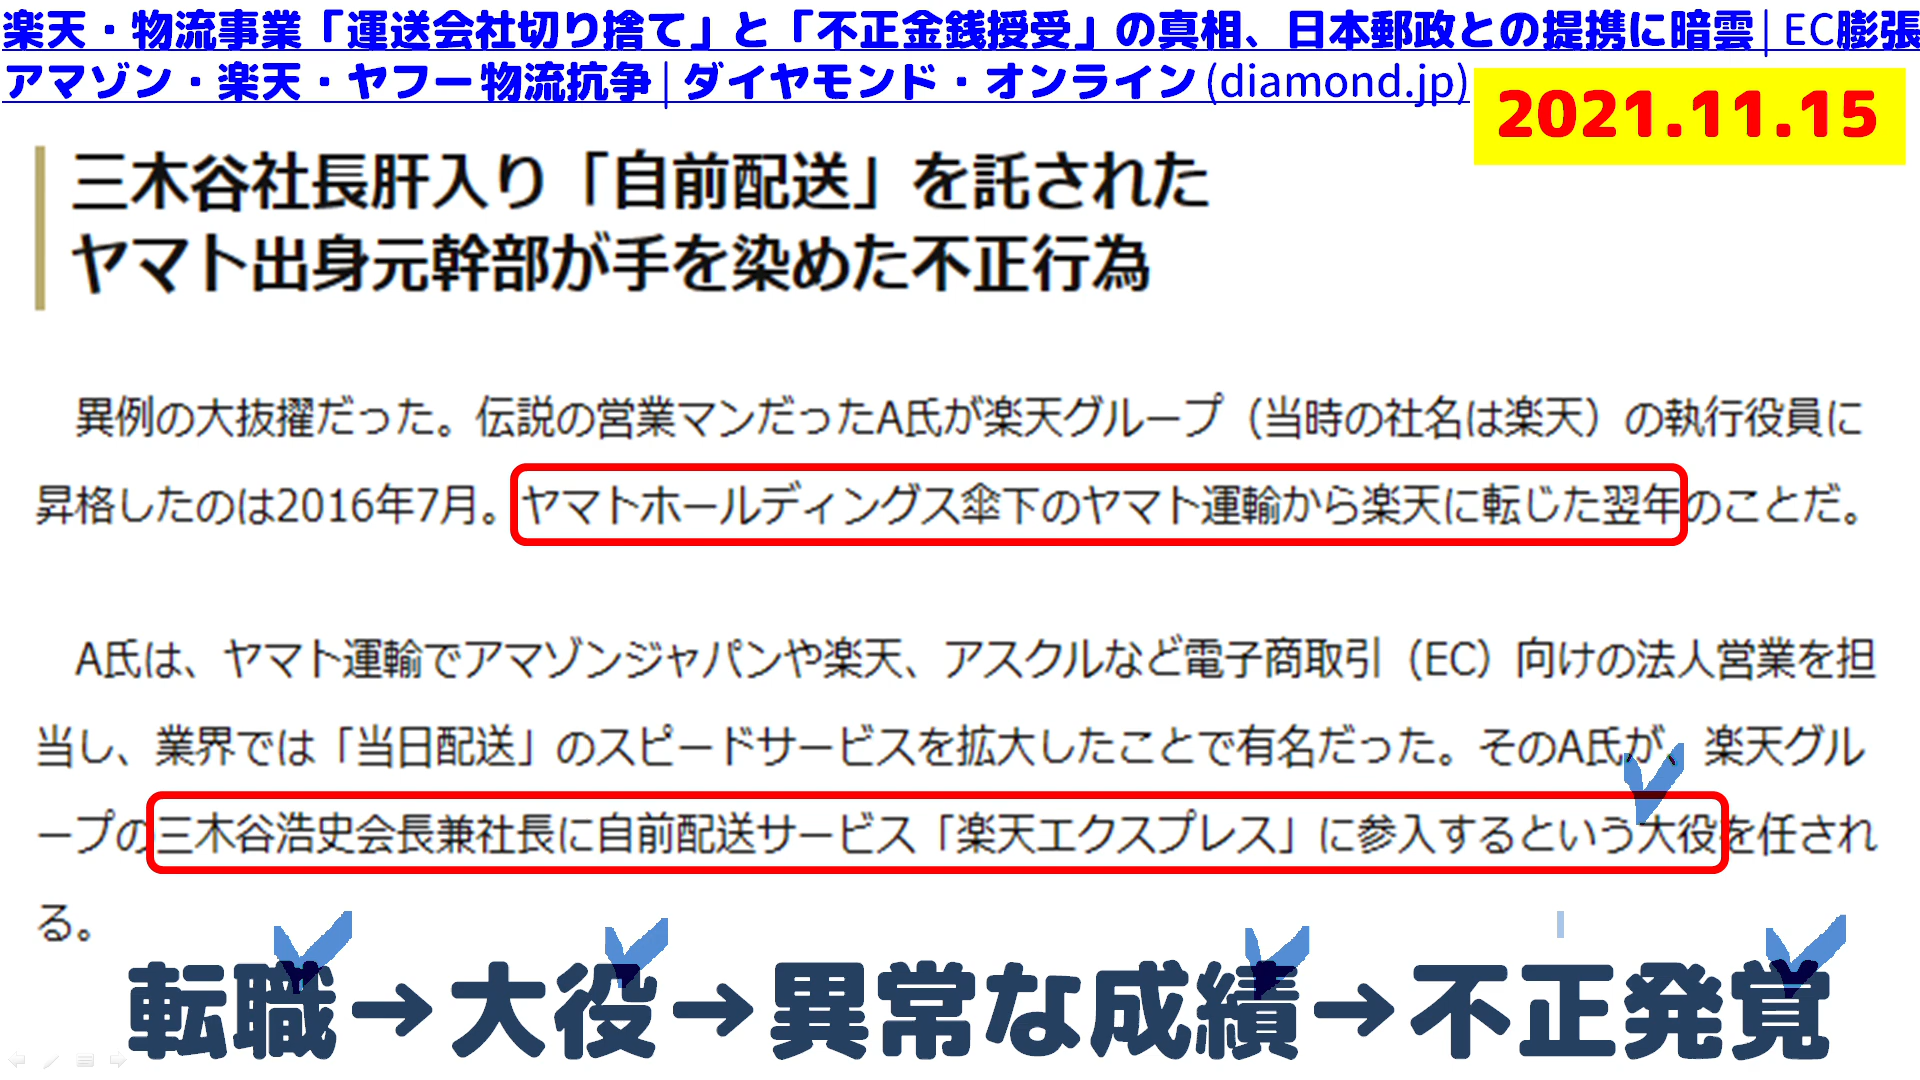 楽天・物流事業「運送会社切り捨て」と「不正金銭授受」の真相、日本郵政との提携に暗雲 | EC膨張
アマゾン・楽天・ヤフー物流抗争 | ダイヤモンド・オンライン (diamond.jp)
2021.11.15
三木谷社長肝入り「自前配送」を託された
ヤマト出身元幹部が手を染めた不正行為
異例の大抜擢だった。伝説の営業マンだったA氏が楽天グループ（当時の社名は楽天）の執行役員に
昇格したのは2016年7月。ヤマトホールディングス傘下のヤマト運輸から楽天に転じた翌年のことだ。
A氏は、ヤマト運輸でアマゾンジャパンや楽天、アスクルなど電子商取引（EC）向けの法人営業を担
当し、業界では「当日配送」のスピードサービスを拡大したことで有名だった。そのA氏が、楽天グル
ープの三木谷浩史会長兼社長に自前配送サービス「楽天エクスプレス」に参入するという大役を任され
る。
転職→大役→異常な成績→不正発覚